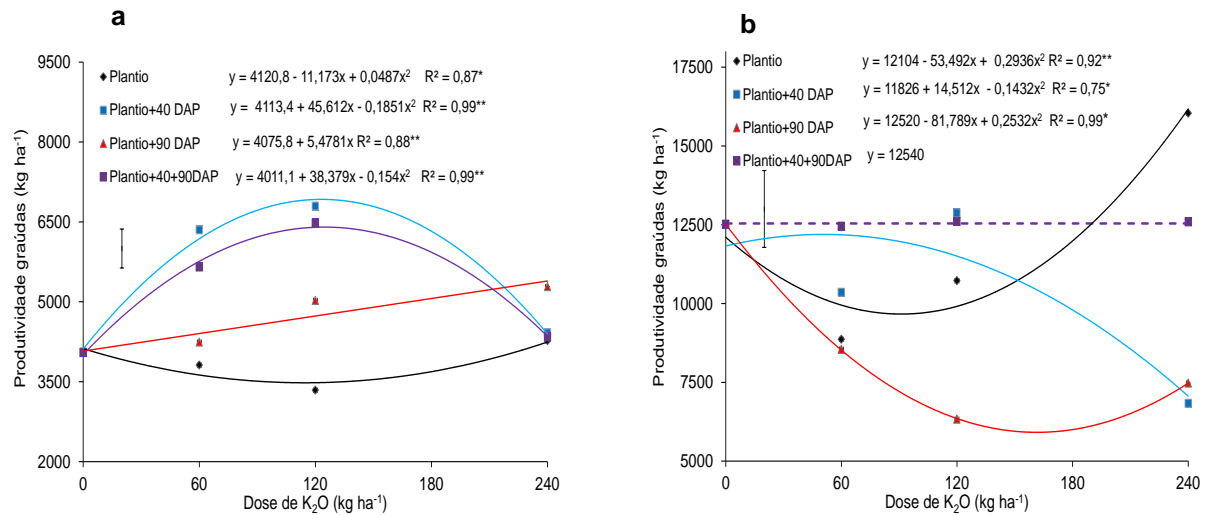 a
9500
8000
6500
5000
3500
2000
Produtividade graúdas (kg ha⁻¹)
Plantio y = 4120,8 - 11,173x + 0,0487x² R² = 0,87*
Plantio+40 DAP y = 4113,4 + 45,612x - 0,1851x² R² = 0,99**
Plantio+90 DAP y = 4075,8 + 5,4781x R² = 0,88**
Plantio+40+90DAP y = 4011,1 + 38,379x - 0,154x² R² = 0,99**
0 60 120 180 240
Dose de K₂O (kg ha⁻¹)
b
17500
15000
12500
10000
7500
5000
Produtividade graúdas (kg ha⁻¹)
Plantio y = 12104 - 53,492x + 0,2936x² R² = 0,92**
Plantio+40 DAP y = 11826 + 14,512x - 0,1432x² R² = 0,75*
Plantio+90 DAP y = 12520 - 81,789x + 0,2532x² R² = 0,99*
Plantio+40+90DAP y = 12540
0 60 120 180 240
Dose de K₂O (kg ha⁻¹)